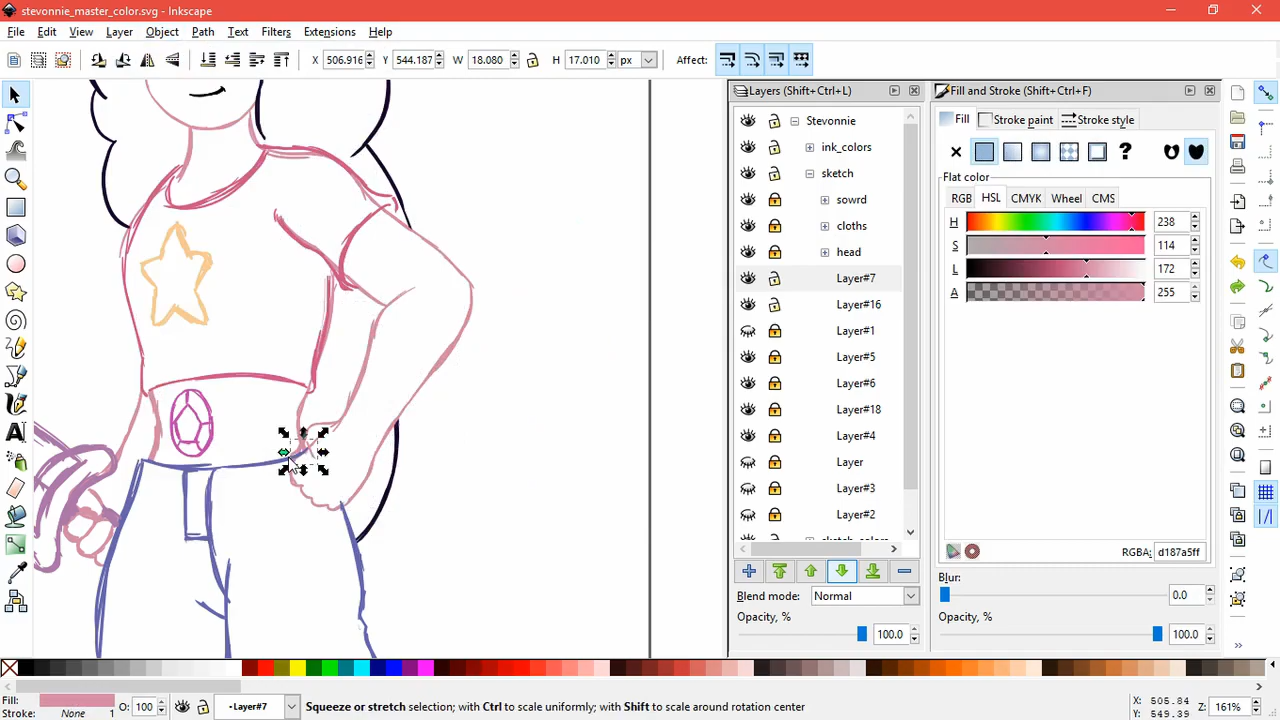 stevonnie_master_color.svg - Inkscape
File Edit View Layer Object Path Text Filters Extensions Help
X 506.916 Y 544.187 W 18.080 H 17.010 px Affect:
Layers (Shift+Ctrl+L)
Stevonnie
ink_colors
sketch
sowrd
cloths
head
Layer#7
Layer#16
Layer#1
Layer#5
Layer#6
Layer#18
Layer#4
Layer
Layer#3
Layer#2
Blend mode: Normal
Opacity, %
100.0
Fill and Stroke (Shift+Ctrl+F)
Fill Stroke paint Stroke style
?
Flat color
RGB HSL CMYK Wheel CMS
H 238
S 114
L 172
A 255
RGBA: d187a5ff
Blur:
0.0
Opacity, %
100.0
Fill:
Stroke: None 1
O: 100
•Layer#7
Squeeze or stretch selection; with Ctrl to scale uniformly; with Shift to scale around rotation center
X: 505.84
Y: 549.39
Z: 161%